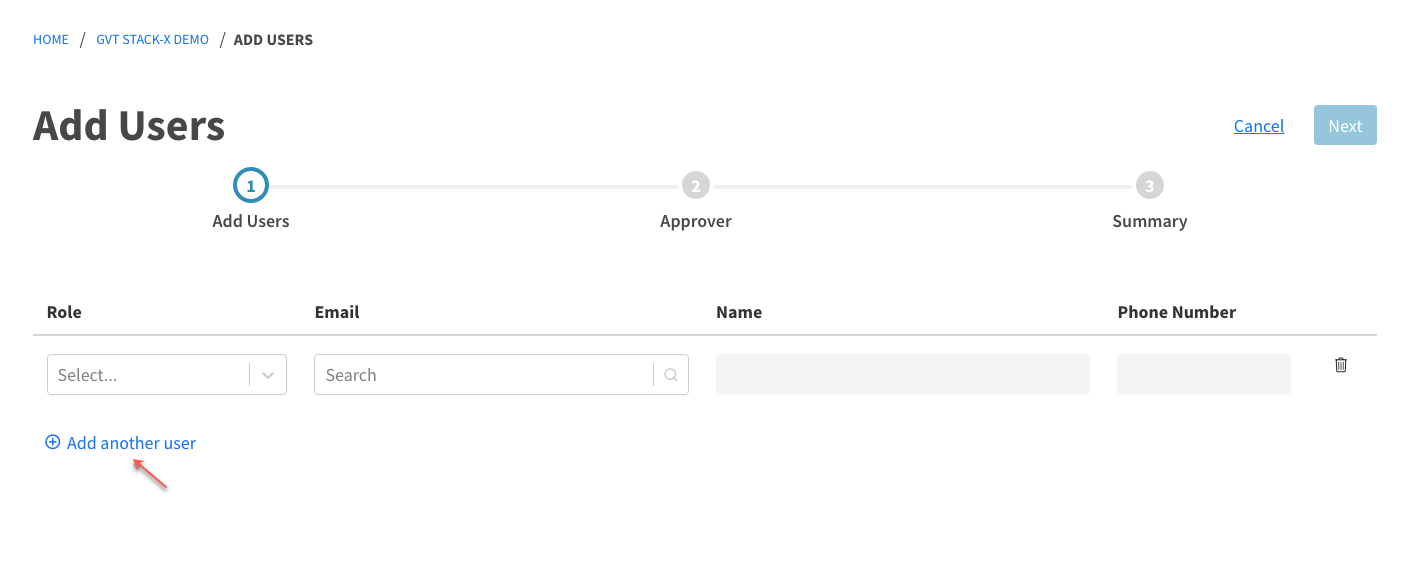 HOME / GVT STACK-X DEMO / ADD USERS
Add Users
Cancel
Next
1
2
3
Add Users
Approver
Summary
Role Email Name Phone Number
Select...
Search
Add another user